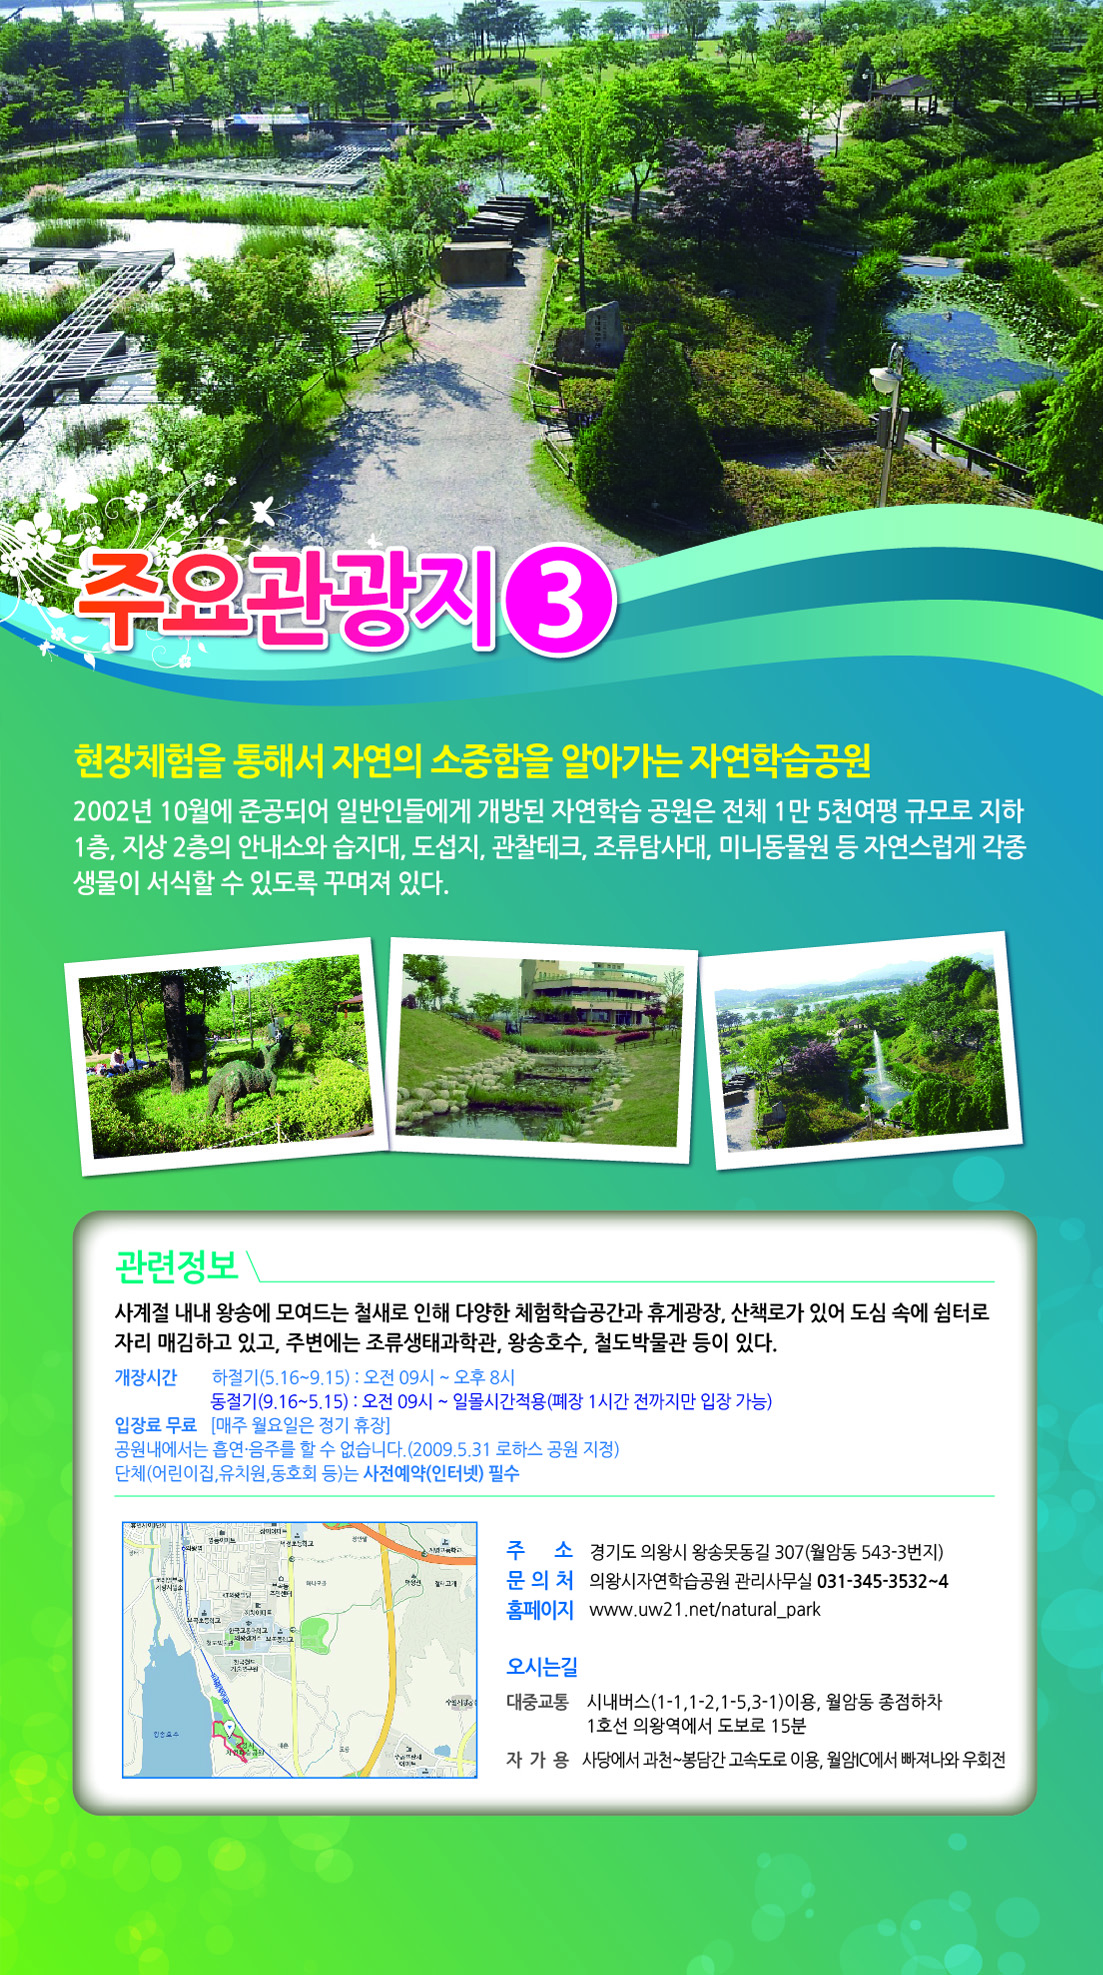 주요관광지 3
현장체험을 통해서 자연의 소중함을 알아가는 자연학습공원
2002년 10월에 준공되어 일반인들에게 개방된 자연학습 공원은 전체 1만 5천여평 규모로 지하
1층, 지상 2층의 안내소와 습지대, 도섭지, 관찰테크, 조류탐사대, 미니동물원 등 자연스럽게 각종
생물이 서식할 수 있도록 꾸며져 있다.
관련정보
사계절 내내 왕송에 모여드는 철새로 인해 다양한 체험학습공간과 휴게광장, 산책로가 있어 도심 속에 쉼터로
자리 매김하고 있고, 주변에는 조류생태과학관, 왕송호수, 철도박물관 등이 있다.
개장시간 하절기(5.16~9.15) : 오전 09시 ~ 오후 8시
동절기(9.16~5.15) : 오전 09시 ~ 일몰시간적용(폐장 1시간 전까지만 입장 가능)
입장료 무료 [매주 월요일은 정기 휴장]
공원내에서는 흡연·음주를 할 수 없습니다.(2009.5.31 로하스 공원 지정)
단체(어린이집,유치원,동호회 등)는 사전예약(인터넷) 필수
왕송호수
주 소 경기도 의왕시 왕송못동길 307(월암동 543-3번지)
문 의 처 의왕시자연학습공원 관리사무실 031-345-3532~4
홈페이지 www.uw21.net/natural_park
오시는길
대중교통 시내버스(1-1,1-2,1-5,3-1)이용, 월암동 종점하차
1호선 의왕역에서 도보로 15분
자 가 용 사당에서 과천~봉담간 고속도로 이용, 월암IC에서 빠져나와 우회전